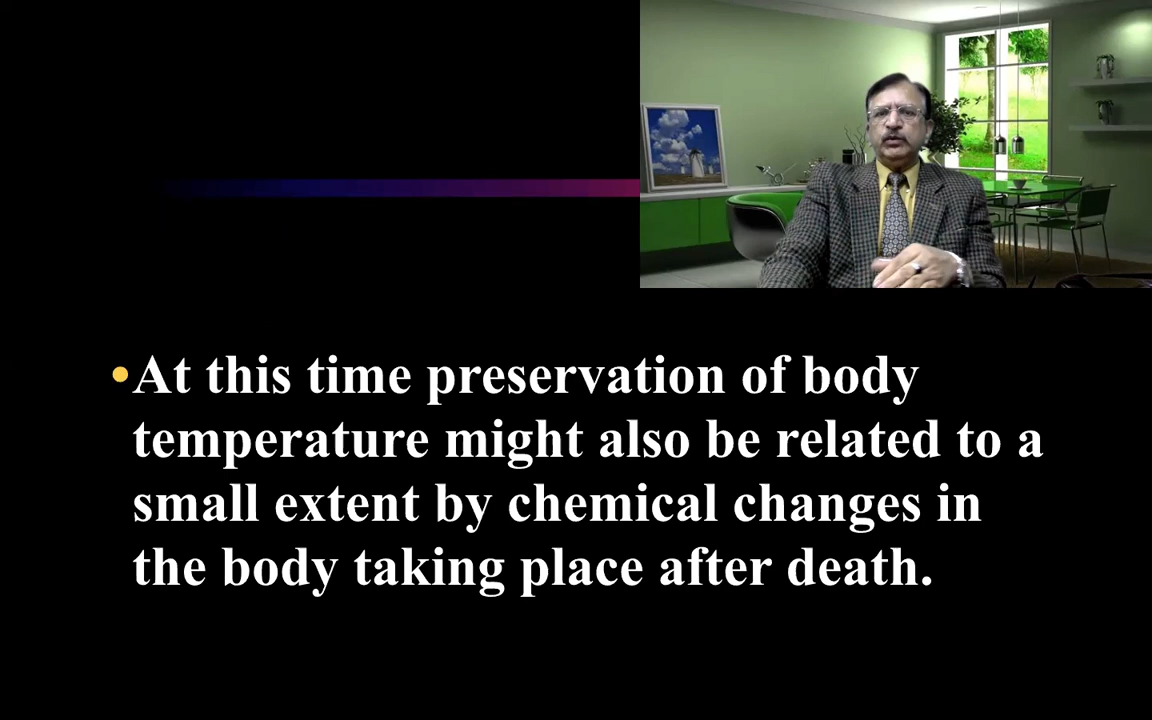 •At this time preservation of body
temperature might also be related to a
small extent by chemical changes in
the body taking place after death.